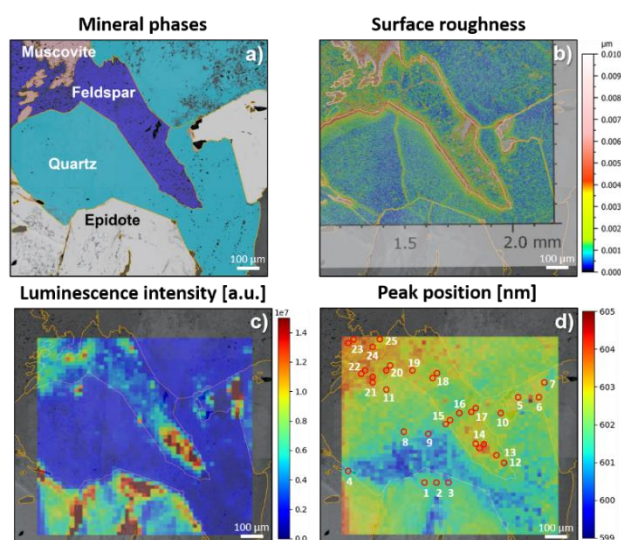 Mineral phases
Surface roughness
Muscovite
a)
Feldspar
Quartz
Epidote
100 µm
b)
µm
0.010
0.009
0.008
0.007
0.006
0.005
0.004
0.003
0.002
0.001
0.000
1.5
2.0 mm
100 µm
Luminescence intensity [a.u.]
Peak position [nm]
c)
1e7
1.4
1.2
1.0
0.8
0.6
0.4
0.2
0.0
100 µm
d)
605
604
603
602
601
600
599
25
23
24
19
22
20
18
21
11
7
5
6
16
17
10
15
8
9
14
13
12
4
1
2
3
100 µm